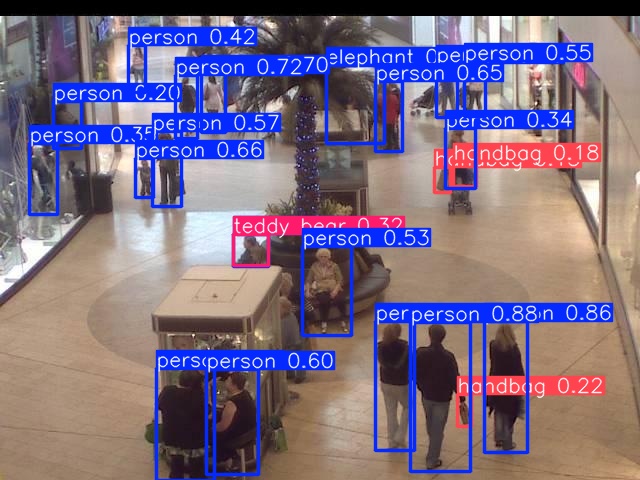 person 0.42
elephant 0.
person 0.55
person 0.7270
person 0.65
person 0.20
person 0.57
person 0.34
person 0.35
person 0.66
handbag 0.18
teddy bear 0.32
person 0.53
person 0.88
n 0.86
handbag 0.22
person 0.60